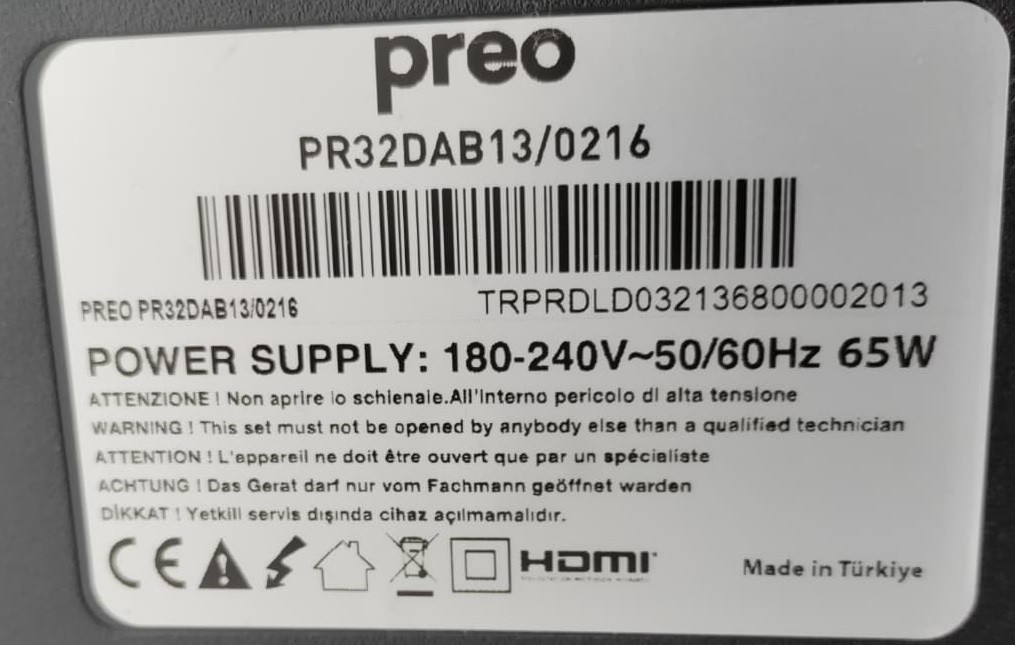 preo
PR32DAB13/0216
PREO PR32DAB13/0216 TRPRDLD032136800002013
POWER SUPPLY: 180-240V~50/60Hz 65W
ATTENZIONE ! Non aprire lo schienale.All'interno pericolo di alta tensione
WARNING ! This set must not be opened by anybody else than a qualified technician
ATTENTION ! L'appareil ne doit être ouvert que par un spécialiste
ACHTUNG ! Das Gerat darf nur vom Fachmann geöffnet warden
DİKKAT ! Yetkili servis dışında cihaz açılmamalıdır.
CE HDMI Made in Türkiye